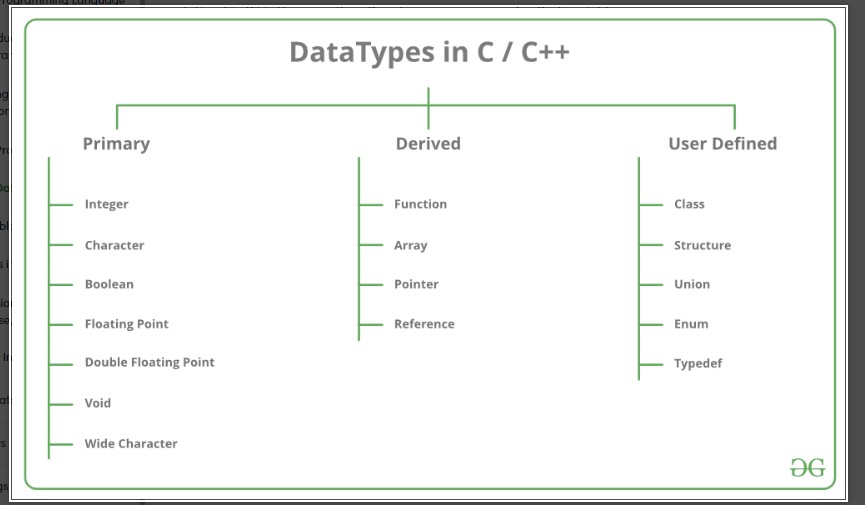 DataTypes in C / C++
Primary
Integer
Character
Boolean
Floating Point
Double Floating Point
Void
Wide Character
Derived
Function
Array
Pointer
Reference
User Defined
Class
Structure
Union
Enum
Typedef